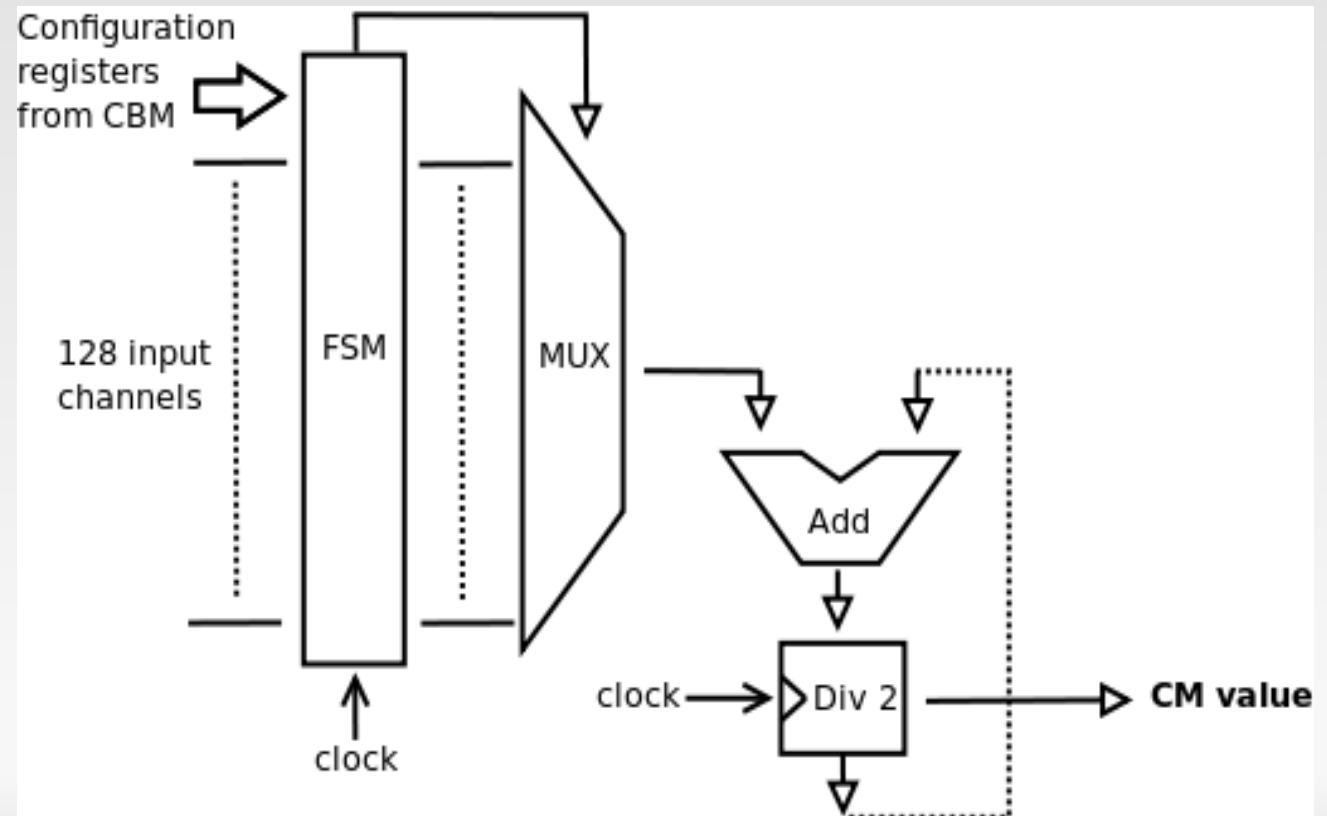 Configuration
registers
from CBM
128 input
channels
FSM
MUX
Add
clock
Div 2
CM value
clock